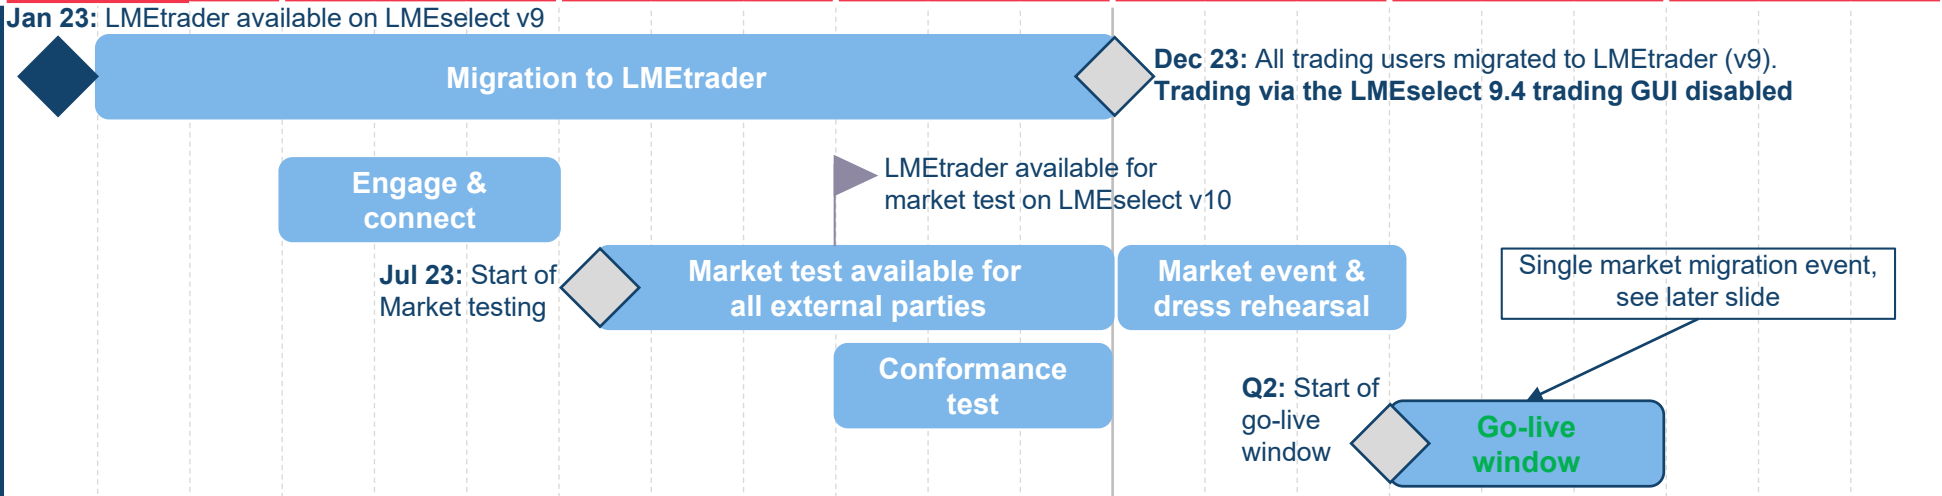 Jan 23: LMEtrader available on LMEselect v9
Migration to LMEtrader
Dec 23: All trading users migrated to LMEtrader (v9).
Trading via the LMEselect 9.4 trading GUI disabled
Engage &
connect
LMEtrader available for
market test on LMEselect v10
Jul 23: Start of
Market testing
Market test available for
all external parties
Market event &
dress rehearsal
Single market migration event,
see later slide
Conformance
test
Q2: Start of
go-live
window
Go-live
window